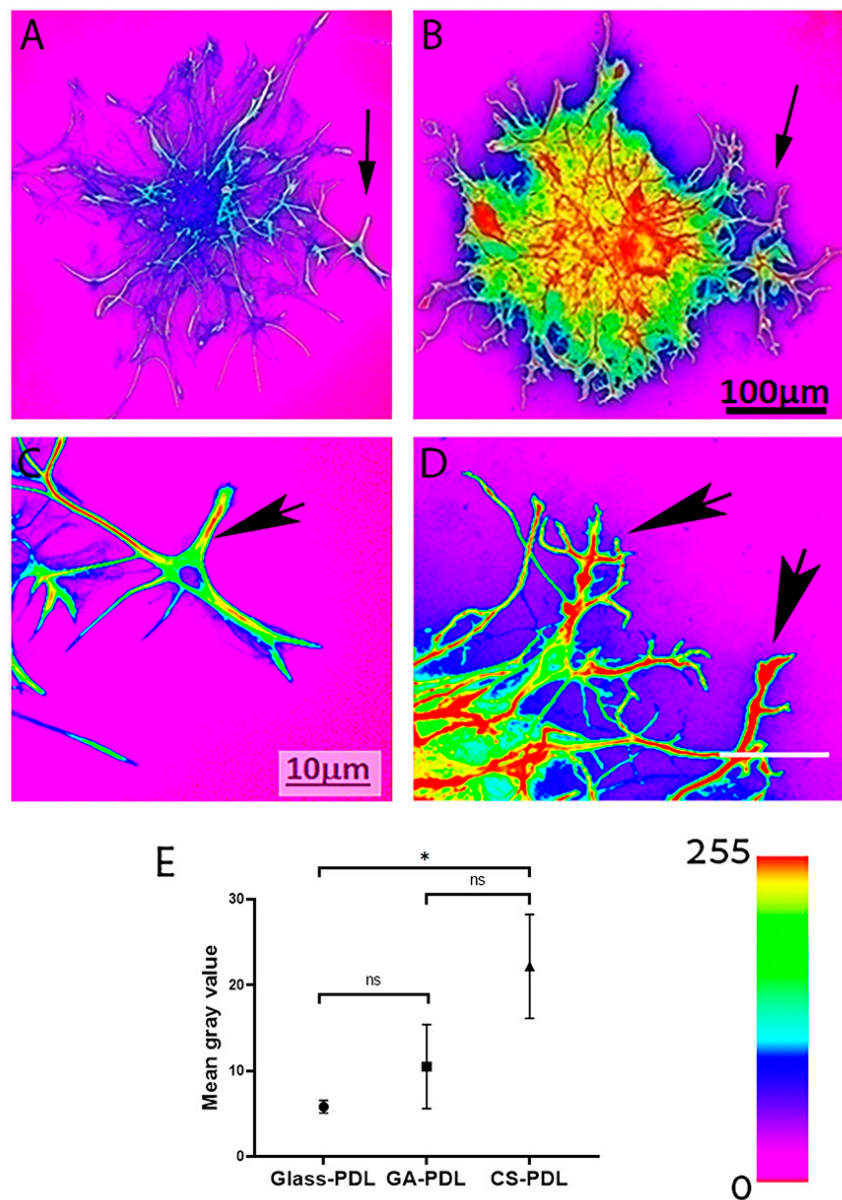 A
B
100µm
C
10µm
D
E
*
ns
ns
30
20
10
0
Mean gray value
Glass-PDL GA-PDL CS-PDL
255
0